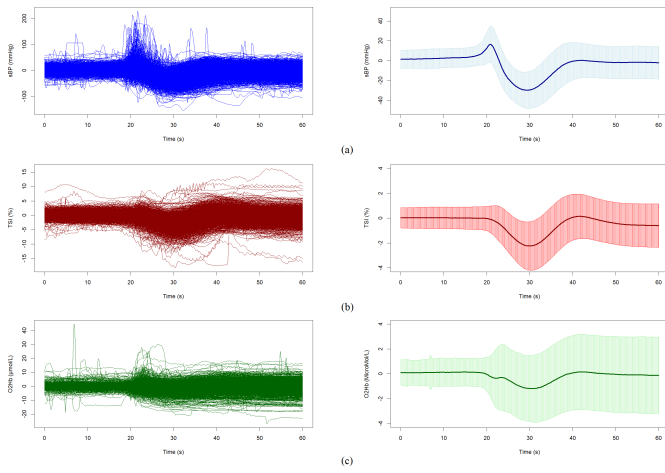 sBP (mmHg)
200
100
0
-100
0 10 20 30 40 50 60
Time (s)
sBP (mmHg)
40
20
0
-20
-40
0 10 20 30 40 50 60
Time (s)
(a)
TSI (%)
15
10
5
0
-5
-10
-15
0 10 20 30 40 50 60
Time (s)
TSI (%)
4
2
0
-2
-4
0 10 20 30 40 50 60
Time (s)
(b)
O2Hb (μmol/L)
40
30
20
10
0
-10
-20
0 10 20 30 40 50 60
Time (s)
O2Hb (MicroMol/L)
4
2
0
-2
-4
0 10 20 30 40 50 60
Time (s)
(c)